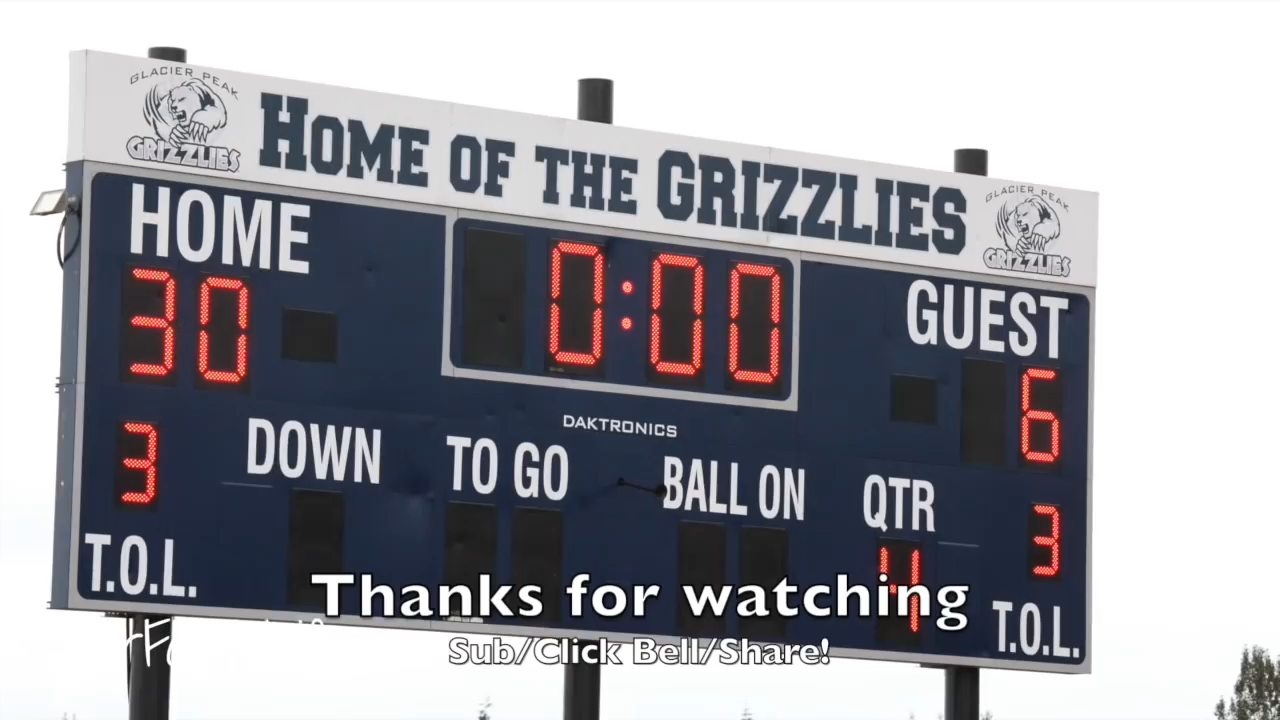 GLACIER PEAK
GRIZZLIES
HOME OF THE GRIZZLIES
GLACIER PEAK
GRIZZLIES
HOME
30
0:00
GUEST
6
DAKTRONICS
3
DOWN
TO GO
BALL ON
QTR
4
3
T.O.L.
T.O.L.
Thanks for watching
Sub/Click Bell/Share!